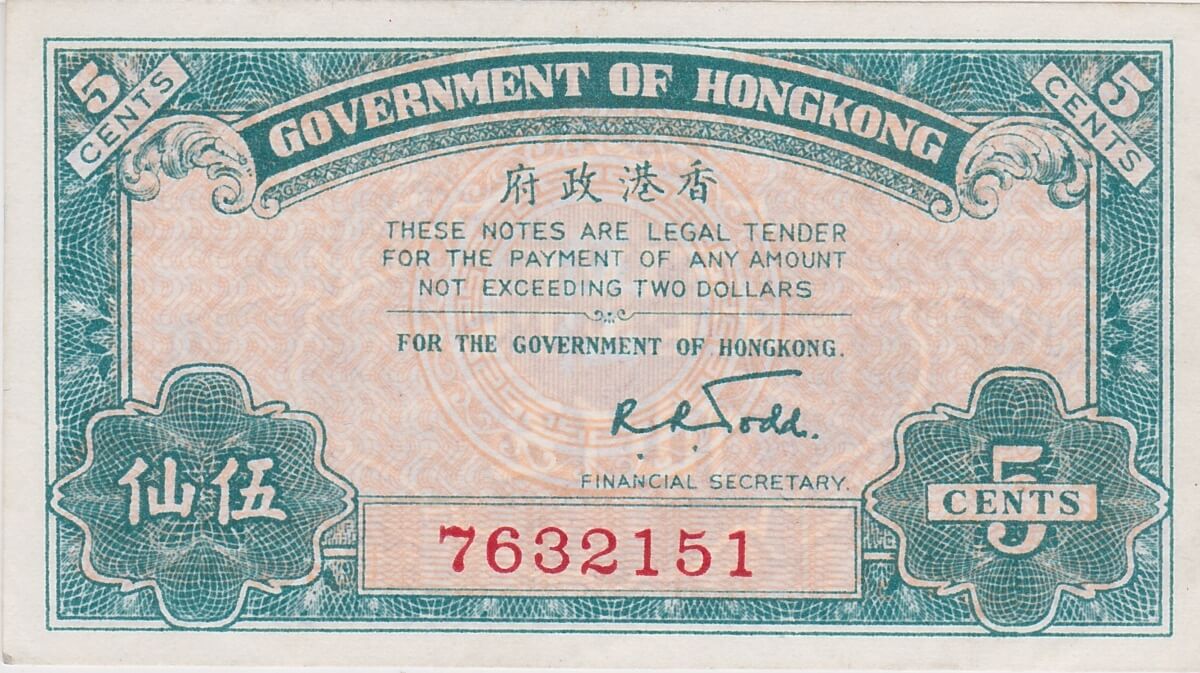 5
CENTS
GOVERNMENT OF HONGKONG
5
CENTS
府政港香
THESE NOTES ARE LEGAL TENDER
FOR THE PAYMENT OF ANY AMOUNT
NOT EXCEEDING TWO DOLLARS
FOR THE GOVERNMENT OF HONGKONG.
R.R. Todd.
FINANCIAL SECRETARY.
仙伍
5
CENTS
7632151